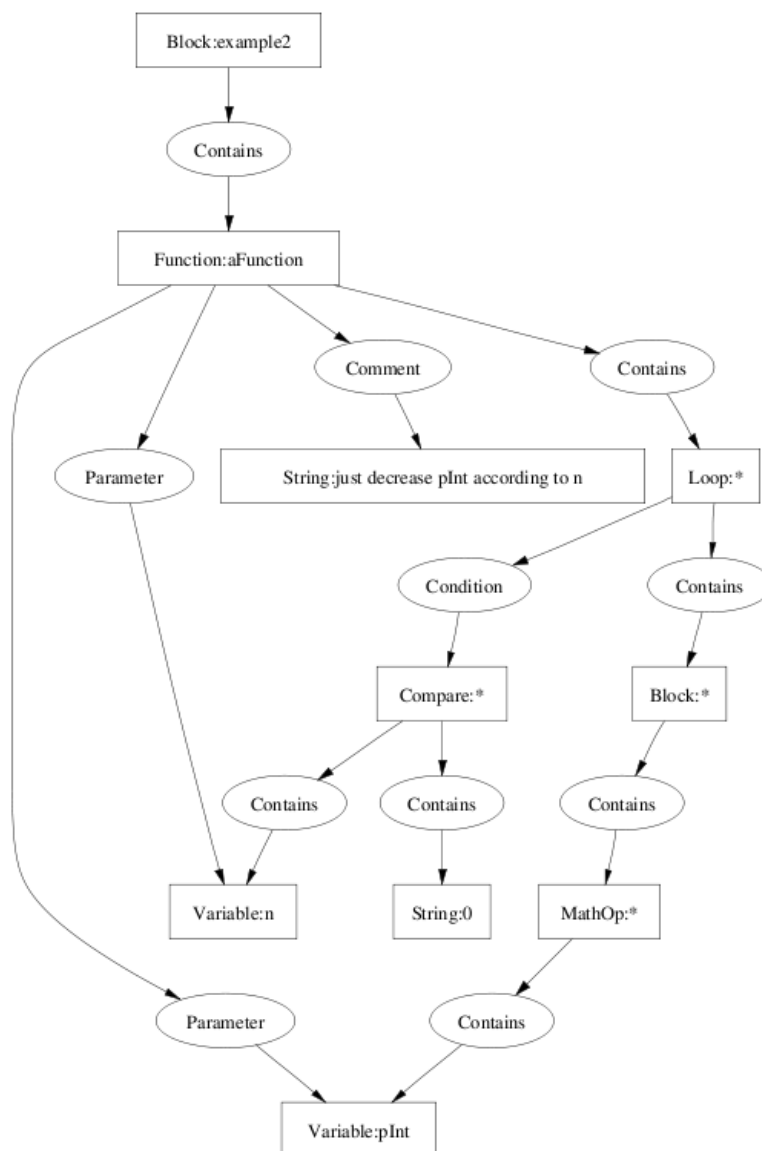 Block:example2
Contains
Function:aFunction
Comment
Contains
Parameter
String:just decrease pInt according to n
Loop:*
Condition
Contains
Compare:*
Block:*
Contains
Contains
Contains
Variable:n
String:0
MathOp:*
Parameter
Contains
Variable:pInt